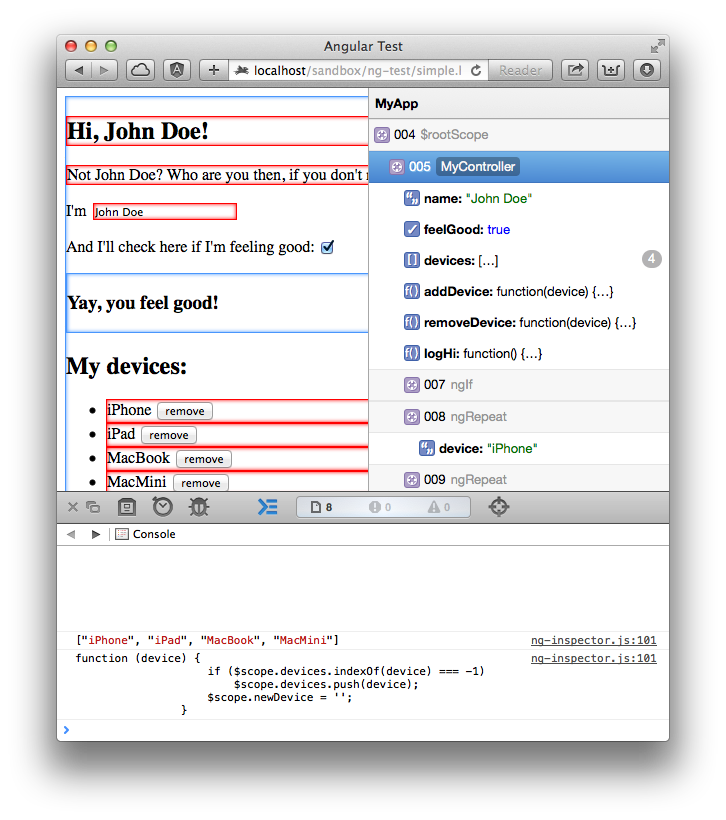 Angular Test
localhost/sandbox/ng-test/simple.l
Reader
Hi, John Doe!
Not John Doe? Who are you then, if you don't
I'm John Doe
And I'll check here if I'm feeling good:
Yay, you feel good!
My devices:
iPhone remove
iPad remove
MacBook remove
MacMini remove
MyApp
004 $rootScope
005 MyController
name: "John Doe"
feelGood: true
devices: […] 4
addDevice: function(device) {…}
removeDevice: function(device) {…}
logHi: function() {…}
007 ngIf
008 ngRepeat
device: "iPhone"
009 ngRepeat
8 0 0
Console
["iPhone", "iPad", "MacBook", "MacMini"] ng-inspector.js:101
function (device) { ng-inspector.js:101
if ($scope.devices.indexOf(device) === -1)
$scope.devices.push(device);
$scope.newDevice = '';
}